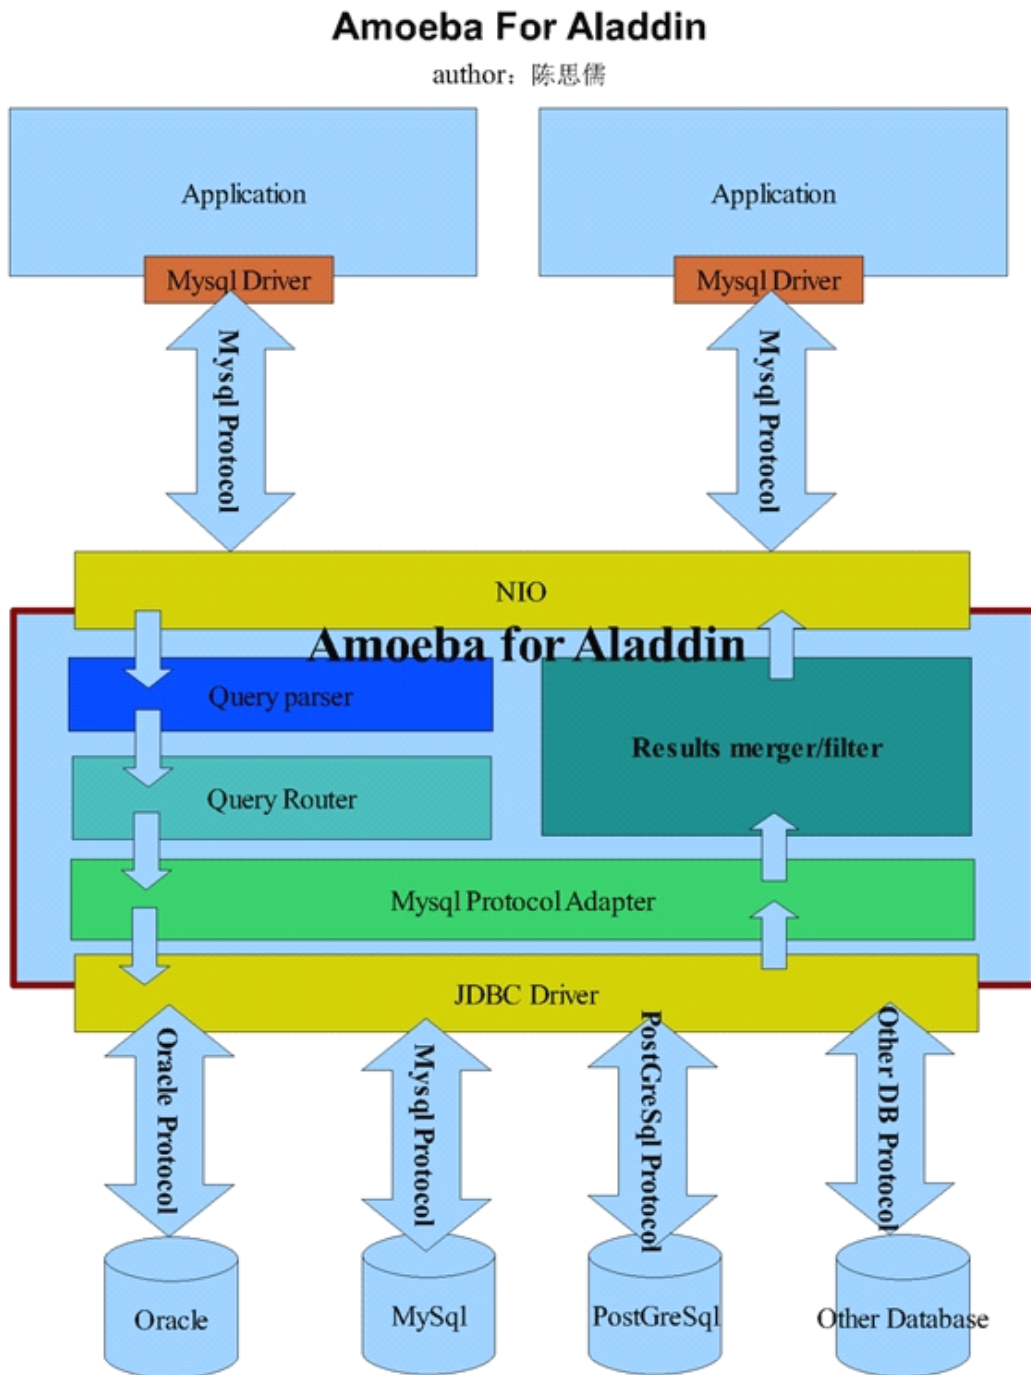 Amoeba For Aladdin
author：陈思儒
Application
Application
Mysql Driver
Mysql Driver
Mysql Protocol
Mysql Protocol
NIO
Amoeba for Aladdin
Query parser
Results merger/filter
Query Router
Mysql Protocol Adapter
JDBC Driver
Oracle Protocol
Mysql Protocol
PostGreSql Protocol
Other DB Protocol
Oracle
MySql
PostGreSql
Other Database